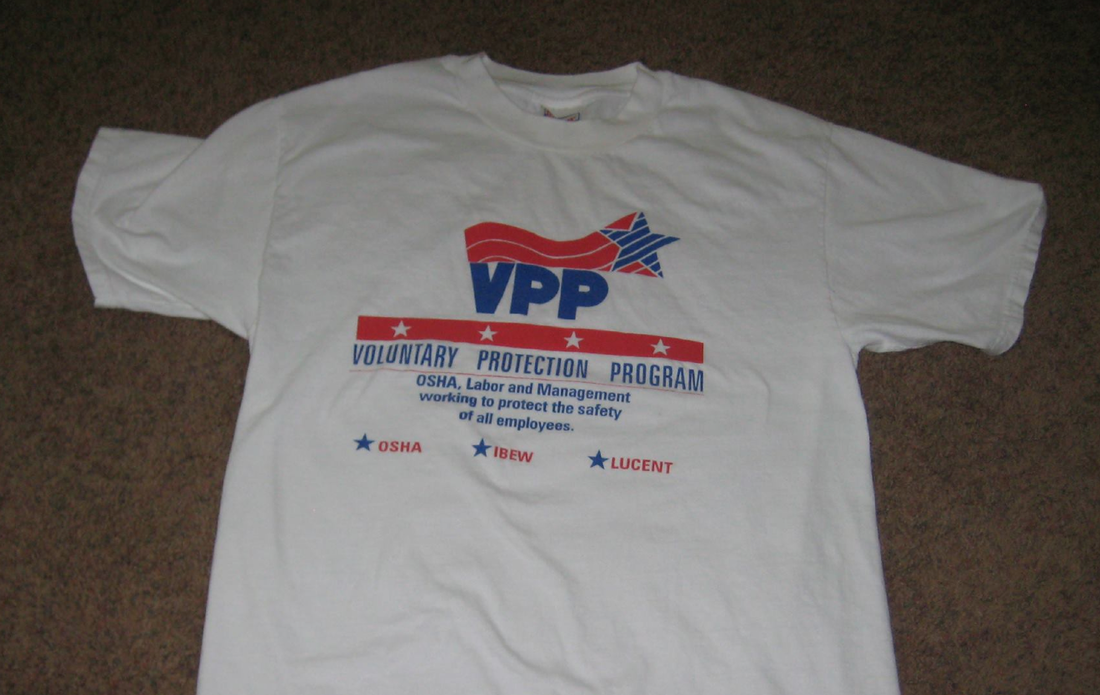 VPP
VOLUNTARY PROTECTION PROGRAM
OSHA, Labor and Management
working to protect the safety
of all employees.
OSHA IBEW LUCENT